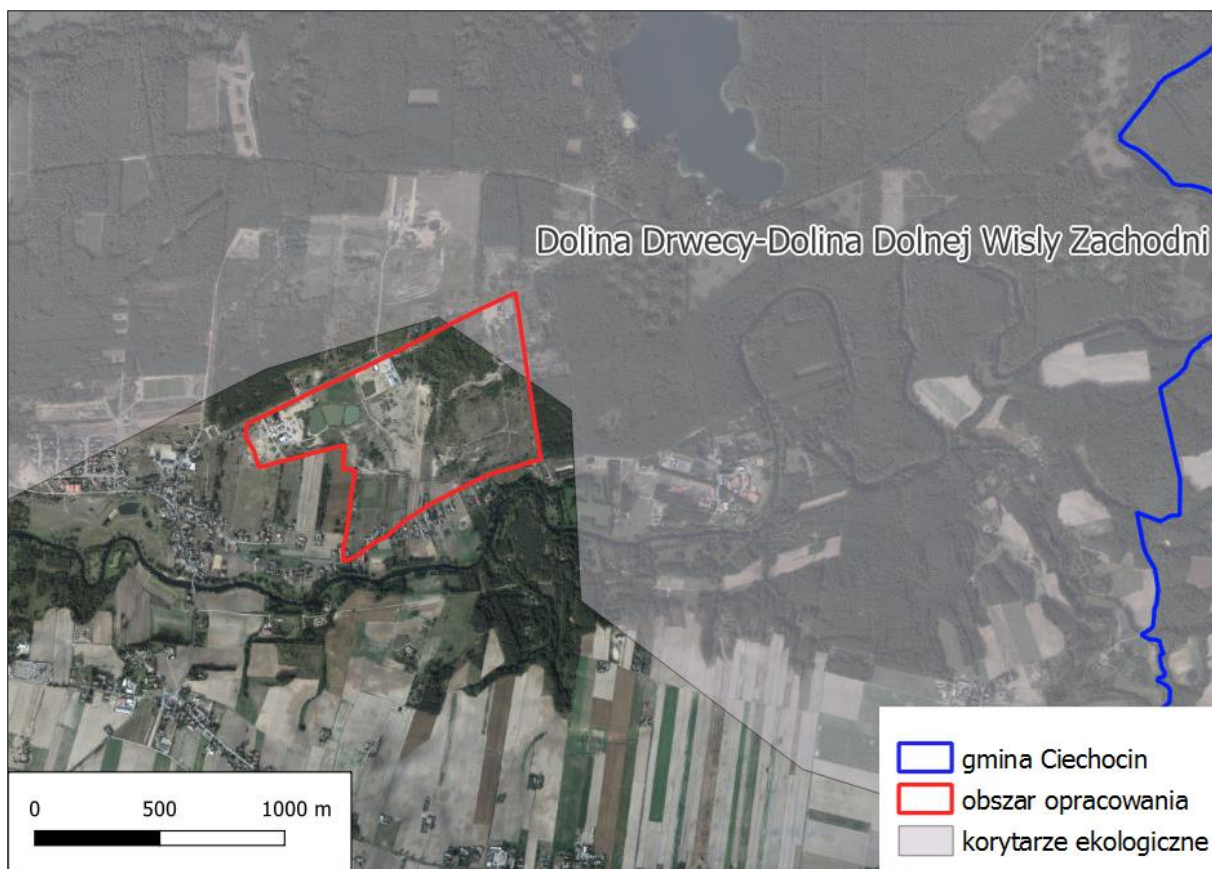 Dolina Drwecy-Dolina Dolnej Wisly Zachodni
0 500 1000 m
gmina Ciechocin
obszar opracowania
korytarze ekologiczne